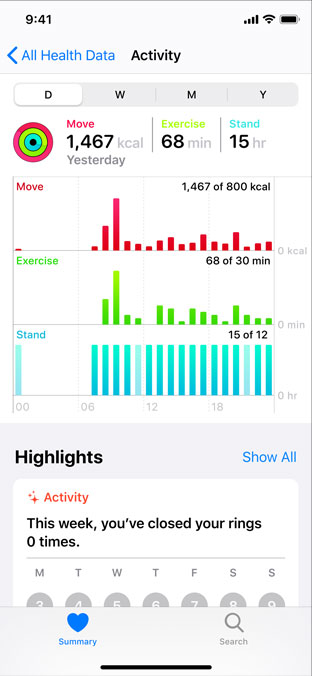 9:41
All Health Data Activity
D W M Y
Move Exercise Stand
1,467 kcal 68 min 15 hr
Yesterday
Move 1,467 of 800 kcal
0 kcal
Exercise 68 of 30 min
0 min
Stand 15 of 12
0 hr
00 06 12 18
Highlights Show All
Activity
This week, you’ve closed your rings
0 times.
M T W T F S S
3 4 5 6 7 8 9
Summary Search